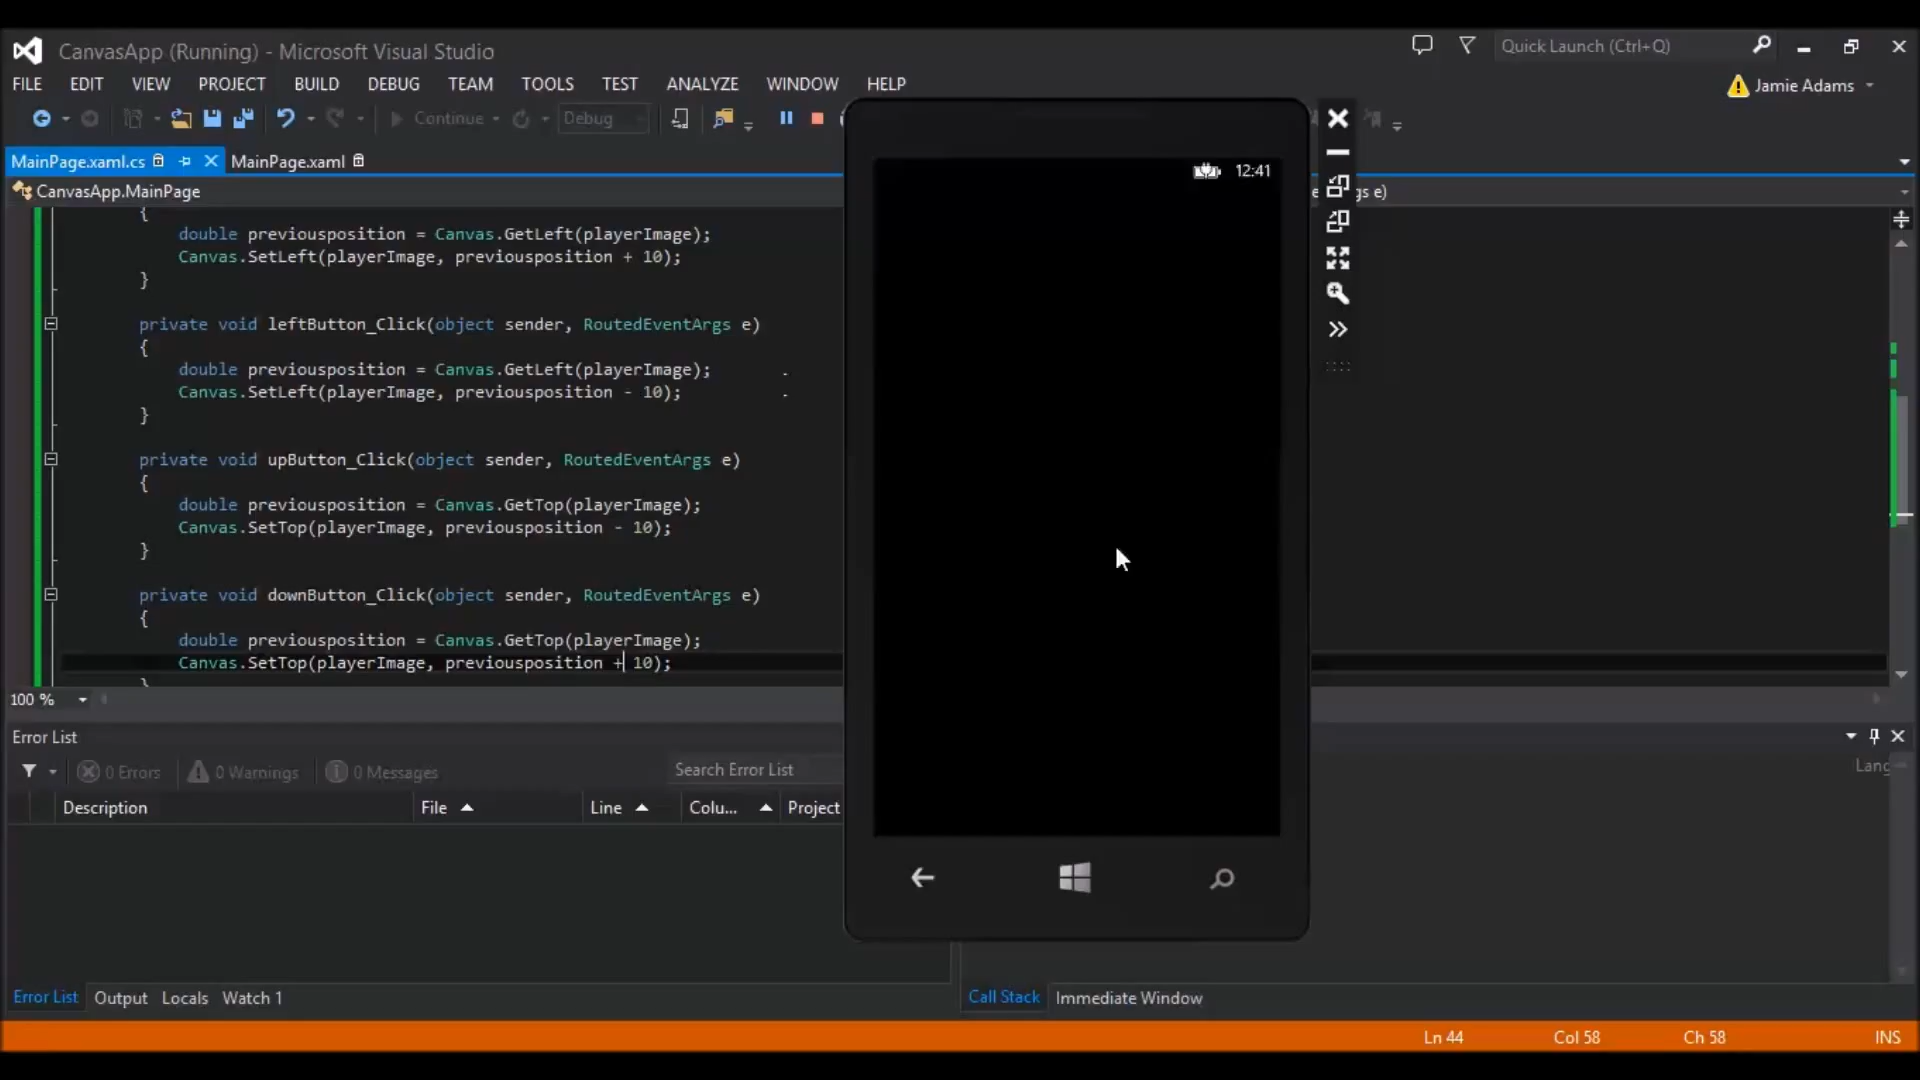 CanvasApp (Running) - Microsoft Visual Studio
Quick Launch (Ctrl+Q)
FILE EDIT VIEW PROJECT BUILD DEBUG TEAM TOOLS TEST ANALYZE WINDOW HELP
Jamie Adams
Continue Debug
MainPage.xaml.cs MainPage.xaml
12:41
CanvasApp.MainPage
gs e)
{
double previousposition = Canvas.GetLeft(playerImage);
Canvas.SetLeft(playerImage, previousposition + 10);
}
private void leftButton_Click(object sender, RoutedEventArgs e)
{
double previousposition = Canvas.GetLeft(playerImage);
Canvas.SetLeft(playerImage, previousposition - 10);
}
private void upButton_Click(object sender, RoutedEventArgs e)
{
double previousposition = Canvas.GetTop(playerImage);
Canvas.SetTop(playerImage, previousposition - 10);
}
private void downButton_Click(object sender, RoutedEventArgs e)
{
double previousposition = Canvas.GetTop(playerImage);
Canvas.SetTop(playerImage, previousposition + 10);
}
100 %
Error List
0 Errors 0 Warnings 0 Messages Search Error List
Lang
Description File Line Colu... Project
Error List Output Locals Watch 1
Call Stack Immediate Window
Ln 44 Col 58 Ch 58 INS